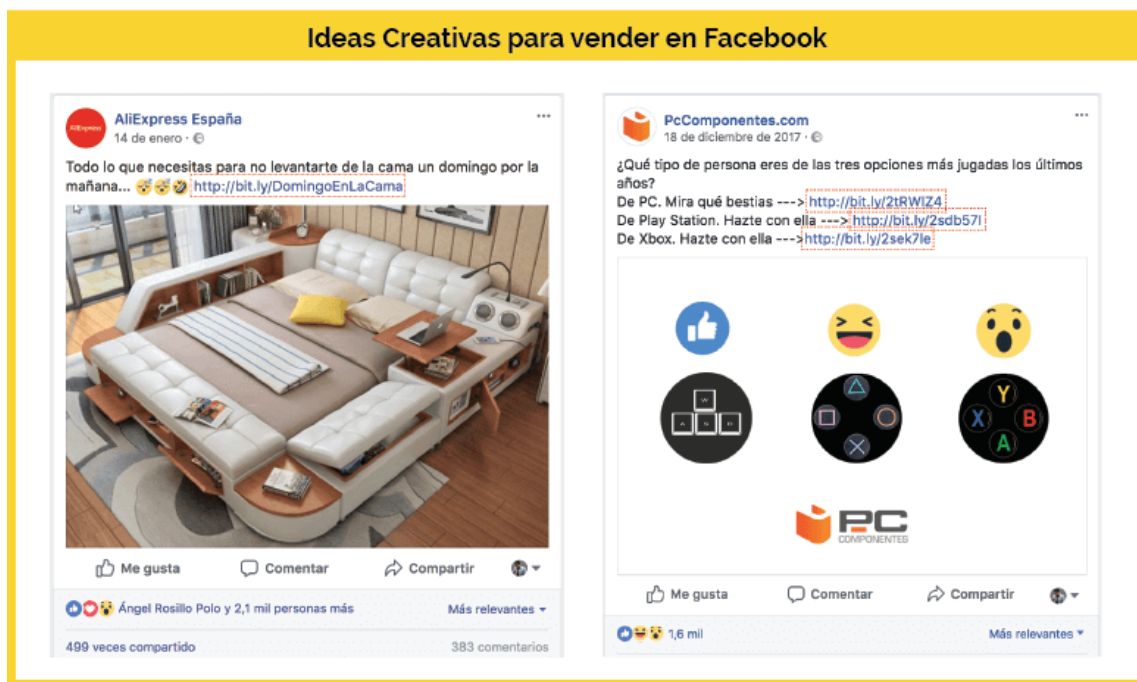 Ideas Creativas para vender en Facebook
AliExpress
AliExpress España
14 de enero ·
Todo lo que necesitas para no levantarte de la cama un domingo por la
mañana... 😴😴🤣 http://bit.ly/DomingoEnLaCama
Me gusta
Comentar
Compartir
Ángel Rosillo Polo y 2,1 mil personas más
Más relevantes
499 veces compartido
383 comentarios
PcComponentes.com
18 de diciembre de 2017 ·
¿Qué tipo de persona eres de las tres opciones más jugadas los últimos
años?
De PC. Mira qué bestias ---> http://bit.ly/2tRWIZ4
De Play Station. Hazte con ella ---> http://bit.ly/2sdb57l
De Xbox. Hazte con ella --->http://bit.ly/2sek7le
W
A S D
Y
X B
A
PC
COMPONENTES
Me gusta
Comentar
Compartir
1,6 mil
Más relevantes